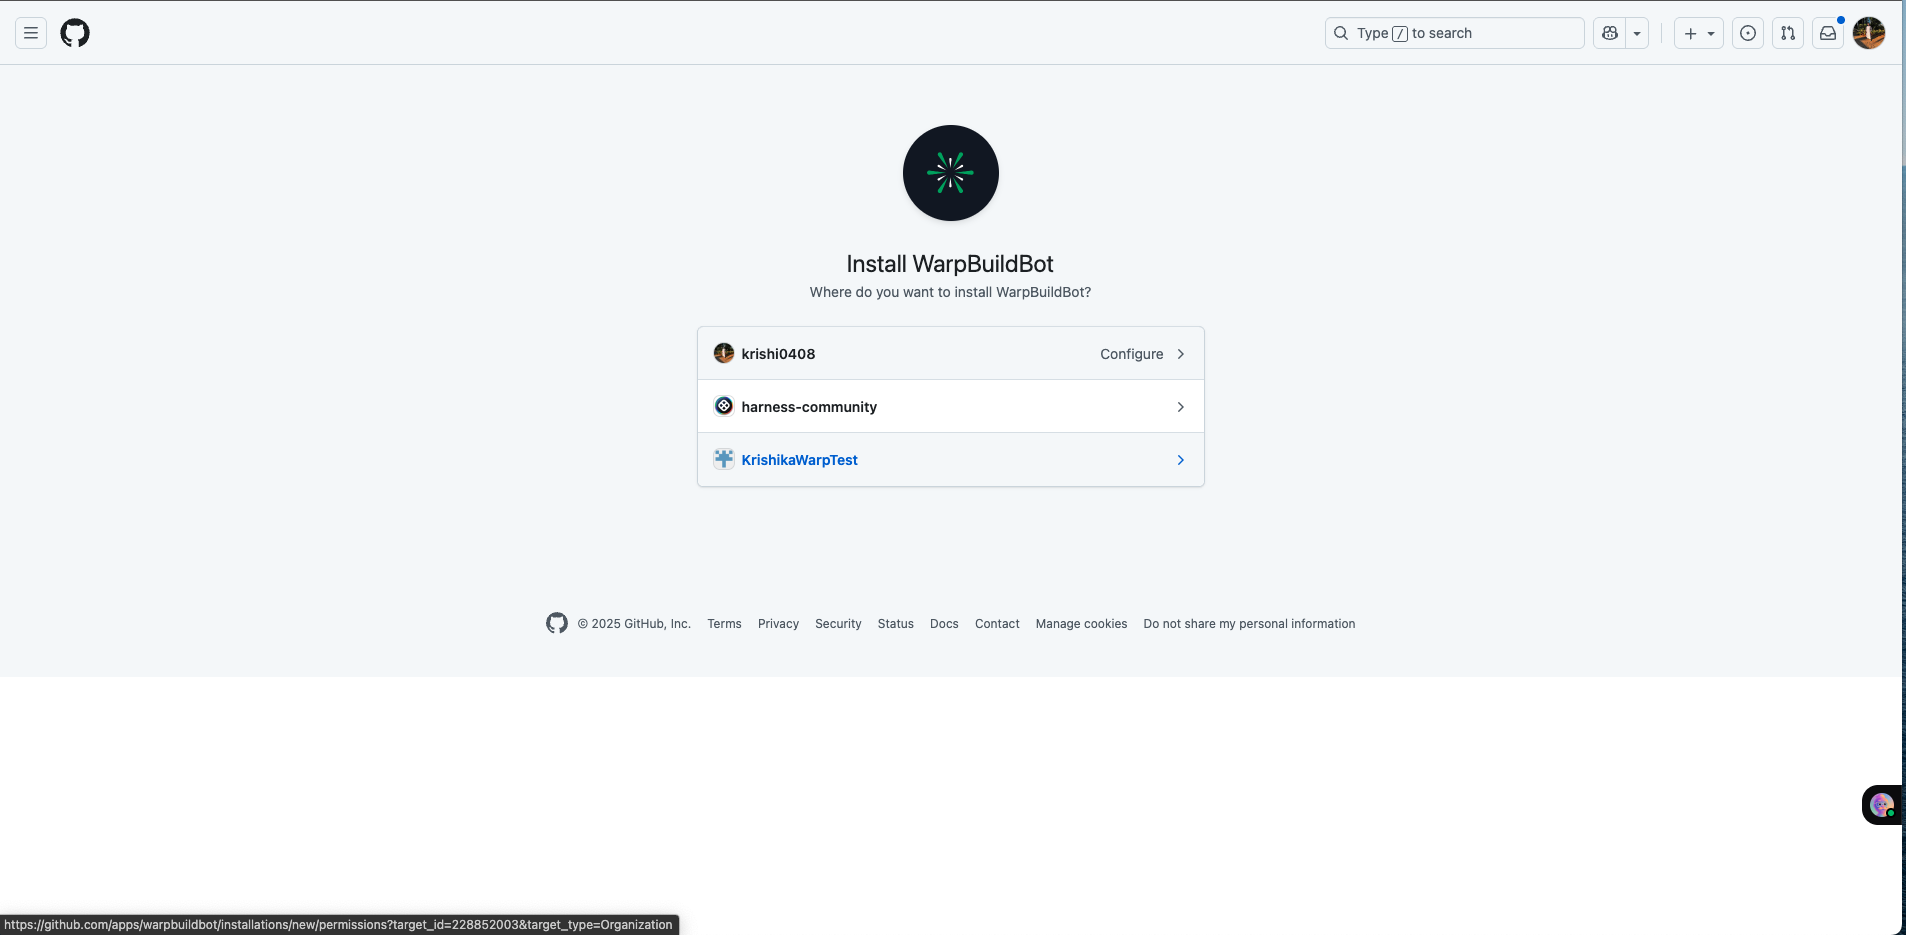 Type / to search
Install WarpBuildBot
Where do you want to install WarpBuildBot?
krishi0408 Configure
harness-community
KrishikaWarpTest
© 2025 GitHub, Inc. Terms Privacy Security Status Docs Contact Manage cookies Do not share my personal information
https://github.com/apps/warpbuildbot/installations/new/permissions?target_id=228852003&target_type=Organization